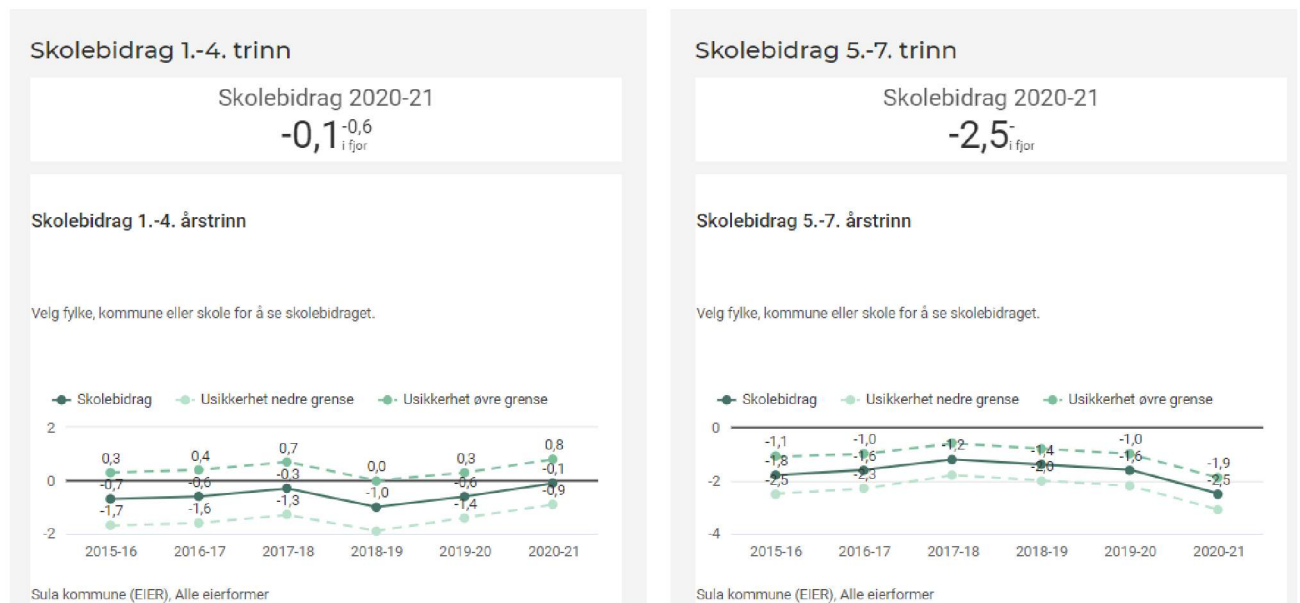 Skolebidrag 1.-4. trinn
Skolebidrag 2020-21
-0,1 -0,6
i fjor
Skolebidrag 1.-4. årstrinn
Velg fylke, kommune eller skole for å se skolebidraget.
Skolebidrag Usikkerhet nedre grense Usikkerhet øvre grense
2
0,3 0,4 0,7 0,0 0,3 0,8
0
-0,7 -0,6 -0,3 -1,0 -0,6 -0,1
-1,7 -1,6 -1,3 -1,4 -0,9
-2
2015-16 2016-17 2017-18 2018-19 2019-20 2020-21
Sula kommune (EIER), Alle eierformer
Skolebidrag 5.-7. trinn
Skolebidrag 2020-21
-2,5 -
i fjor
Skolebidrag 5.-7. årstrinn
Velg fylke, kommune eller skole for å se skolebidraget.
Skolebidrag Usikkerhet nedre grense Usikkerhet øvre grense
0
-1,1 -1,0 -1,0 -1,9
-1,8 -1,6 -1,2 -1,4 -1,6 -2,5
-2
-2,5 -2,3 -2,0
-4
2015-16 2016-17 2017-18 2018-19 2019-20 2020-21
Sula kommune (EIER), Alle eierformer